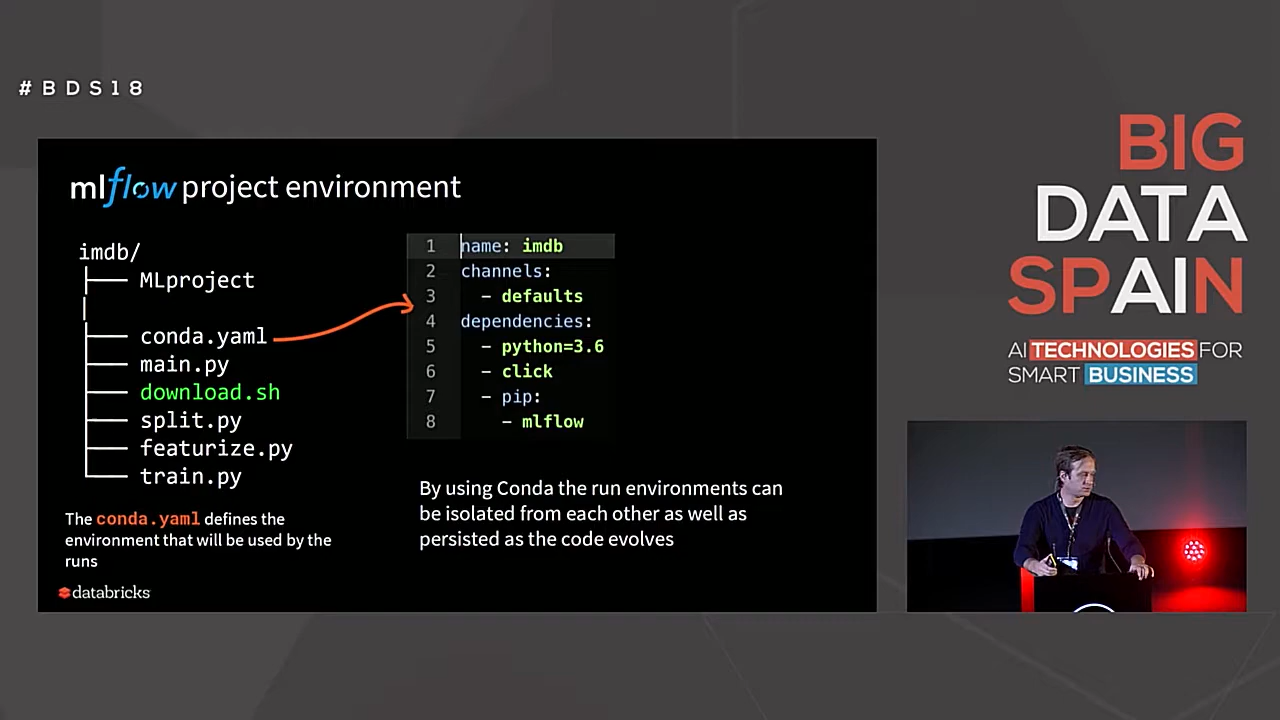 #BDS18
mlflow project environment
imdb/
MLproject
conda.yaml
main.py
download.sh
split.py
featurize.py
train.py
The conda.yaml defines the
environment that will be used by the
runs
databricks
1 name: imdb
2 channels:
3 - defaults
4 dependencies:
5 - python=3.6
6 - click
7 - pip:
8 - mlflow
By using Conda the run environments can
be isolated from each other as well as
persisted as the code evolves
BIG
DATA
SPAIN
AI TECHNOLOGIES FOR
SMART BUSINESS